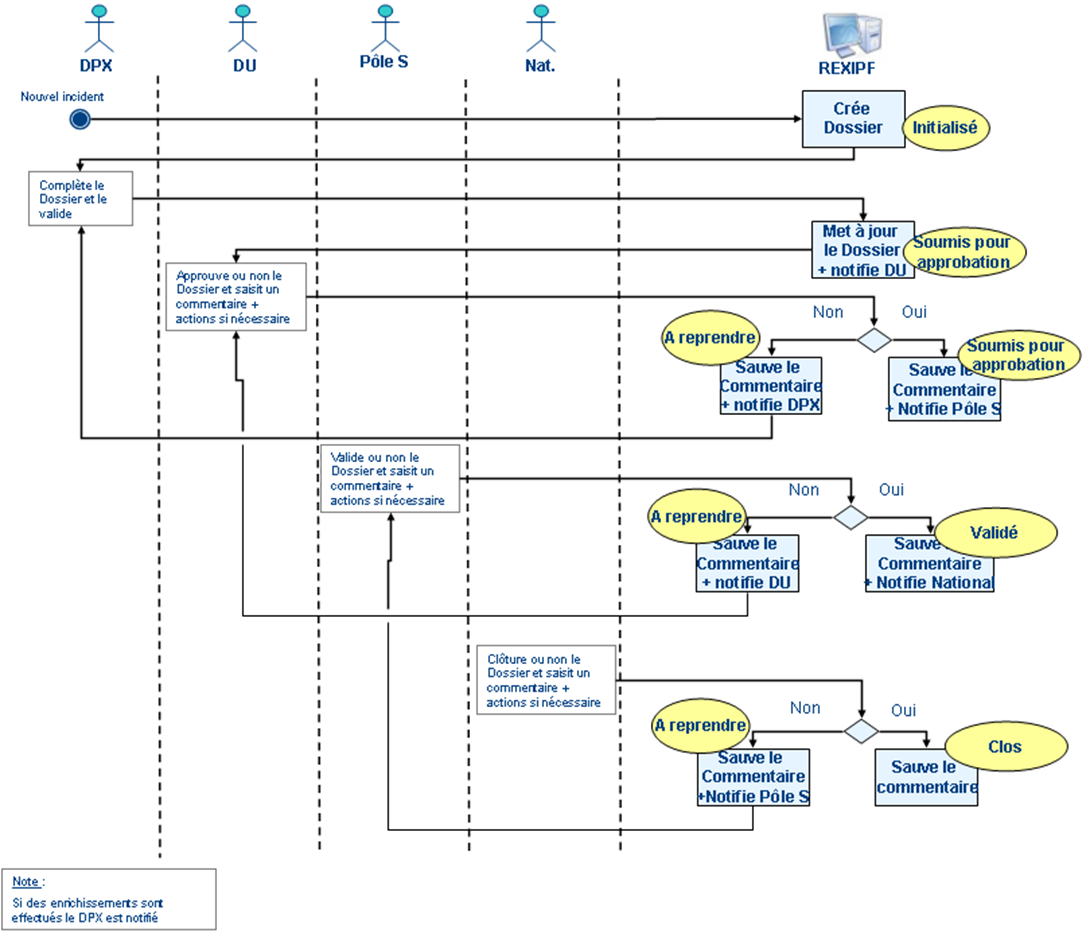 DPX
DU
Pôle S
Nat.
REXIPF
Nouvel incident
Crée
Dossier
Initialisé
Complète le
Dossier et le
valide
Met à jour
le Dossier
+ notifie DU
Soumis pour
approbation
Approuve ou non le
Dossier et saisit un
commentaire +
actions si nécessaire
Non
Oui
A reprendre
Sauve le
Commentaire
+ notifie DPX
Soumis pour
approbation
Sauve le
Commentaire
+ Notifie Pôle S
Valide ou non le
Dossier et saisit un
commentaire +
actions si nécessaire
Non
Oui
A reprendre
Sauve le
Commentaire
+ notifie DU
Validé
Sauve
Commentaire
+ Notifie National
Clôture ou non le
Dossier et saisit un
commentaire +
actions si nécessaire
Non
Oui
A reprendre
Sauve le
Commentaire
+Notifie Pôle S
Clos
Sauve le
commentaire
Note :
Si des enrichissements sont
effectués le DPX est notifié